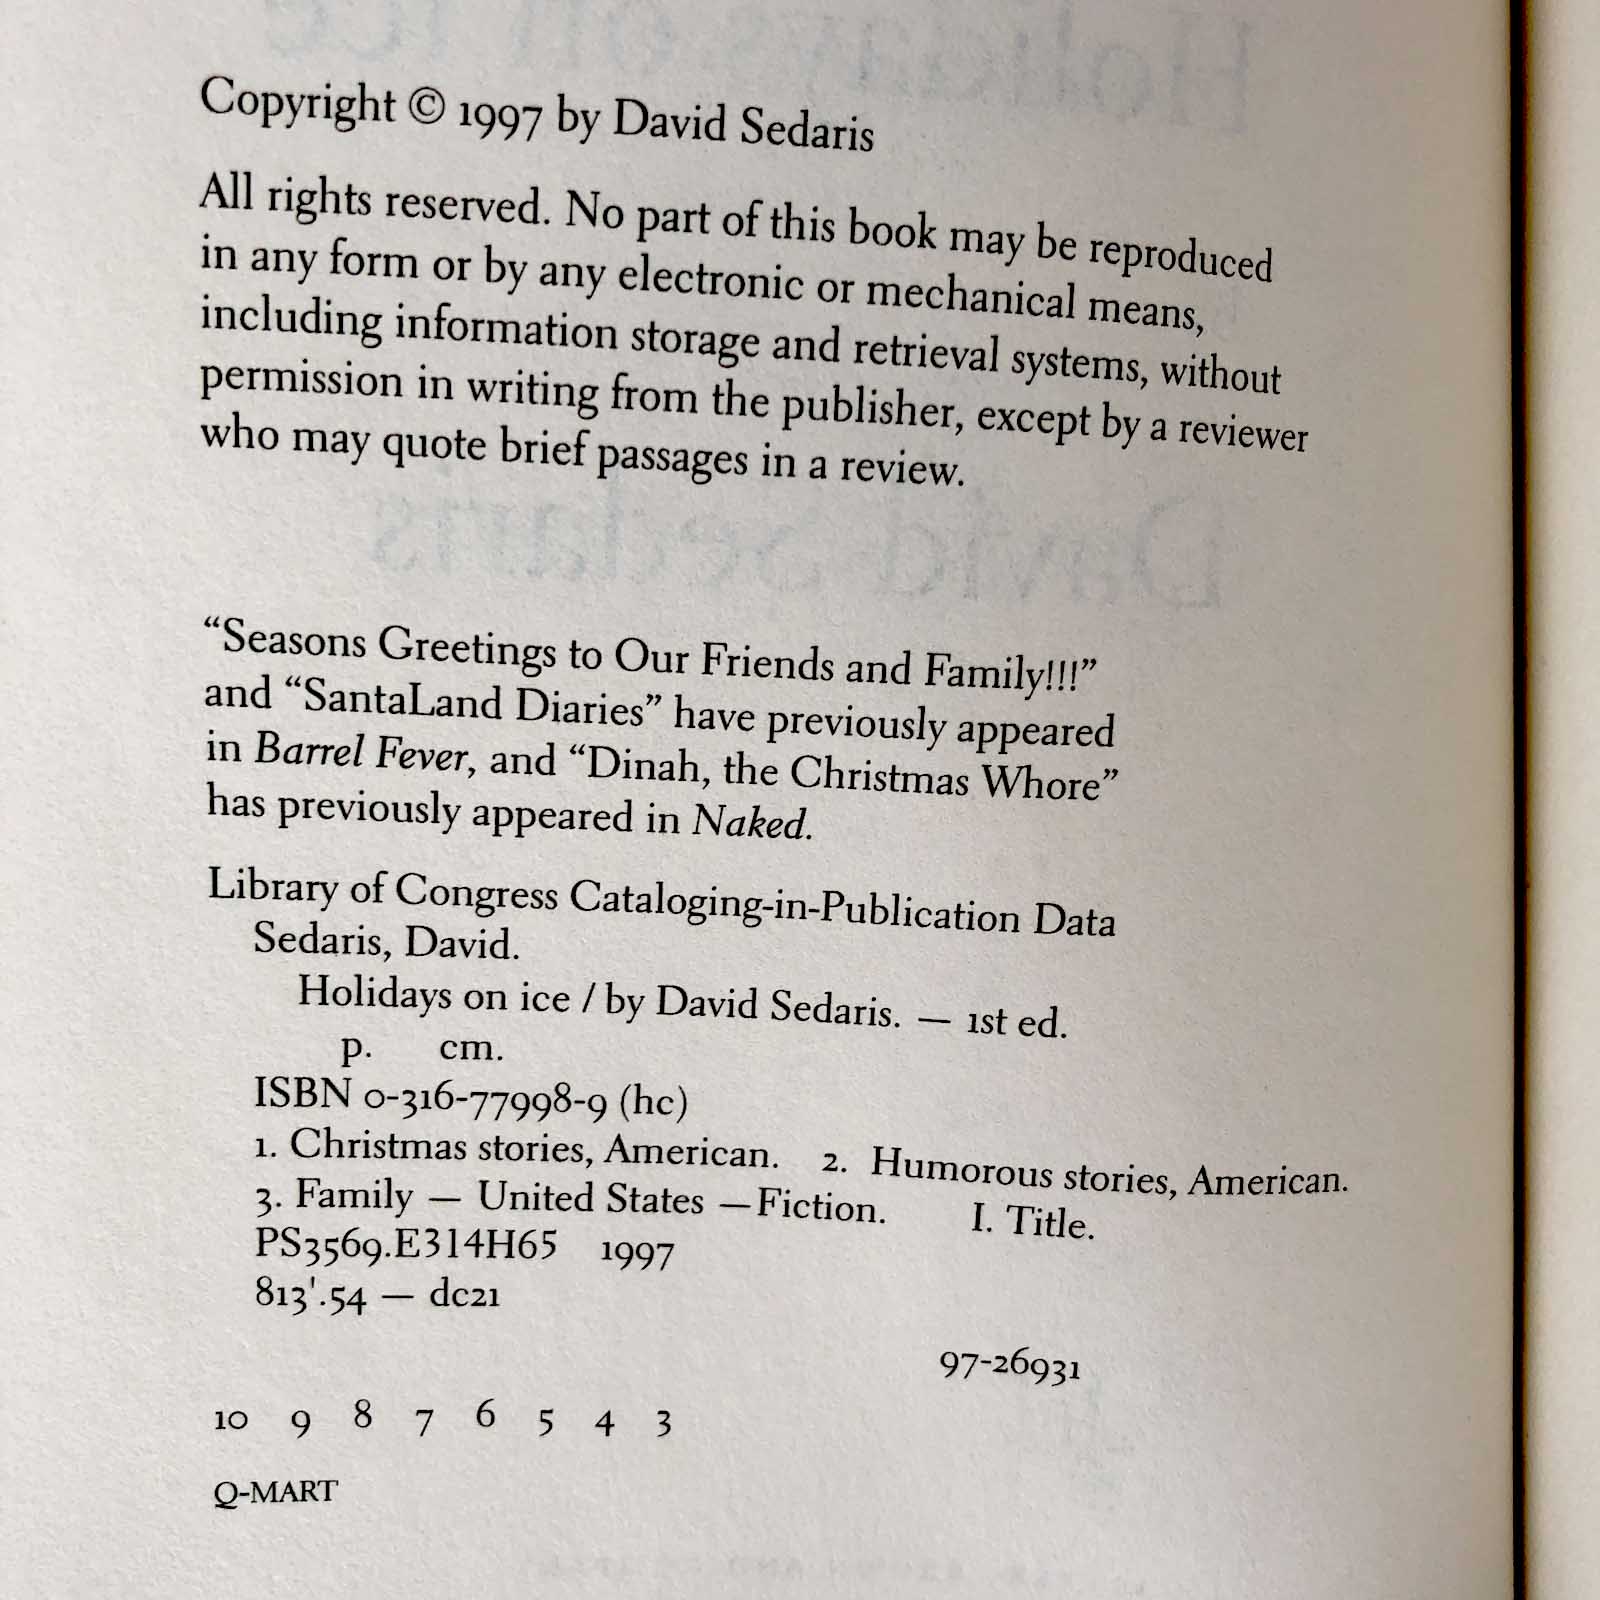 Copyright © 1997 by David Sedaris
All rights reserved. No part of this book may be reproduced
in any form or by any electronic or mechanical means,
including information storage and retrieval systems, without
permission in writing from the publisher, except by a reviewer
who may quote brief passages in a review.
“Seasons Greetings to Our Friends and Family!!!”
and “SantaLand Diaries” have previously appeared
in Barrel Fever, and “Dinah, the Christmas Whore”
has previously appeared in Naked.
Library of Congress Cataloging-in-Publication Data
Sedaris, David.
Holidays on ice / by David Sedaris. — 1st ed.
p. cm.
ISBN 0-316-77998-9 (hc)
1. Christmas stories, American. 2. Humorous stories, American.
3. Family — United States —Fiction. I. Title.
PS3569.E314H65 1997
813'.54 — dc21
97-26931
10 9 8 7 6 5 4 3
Q-MART